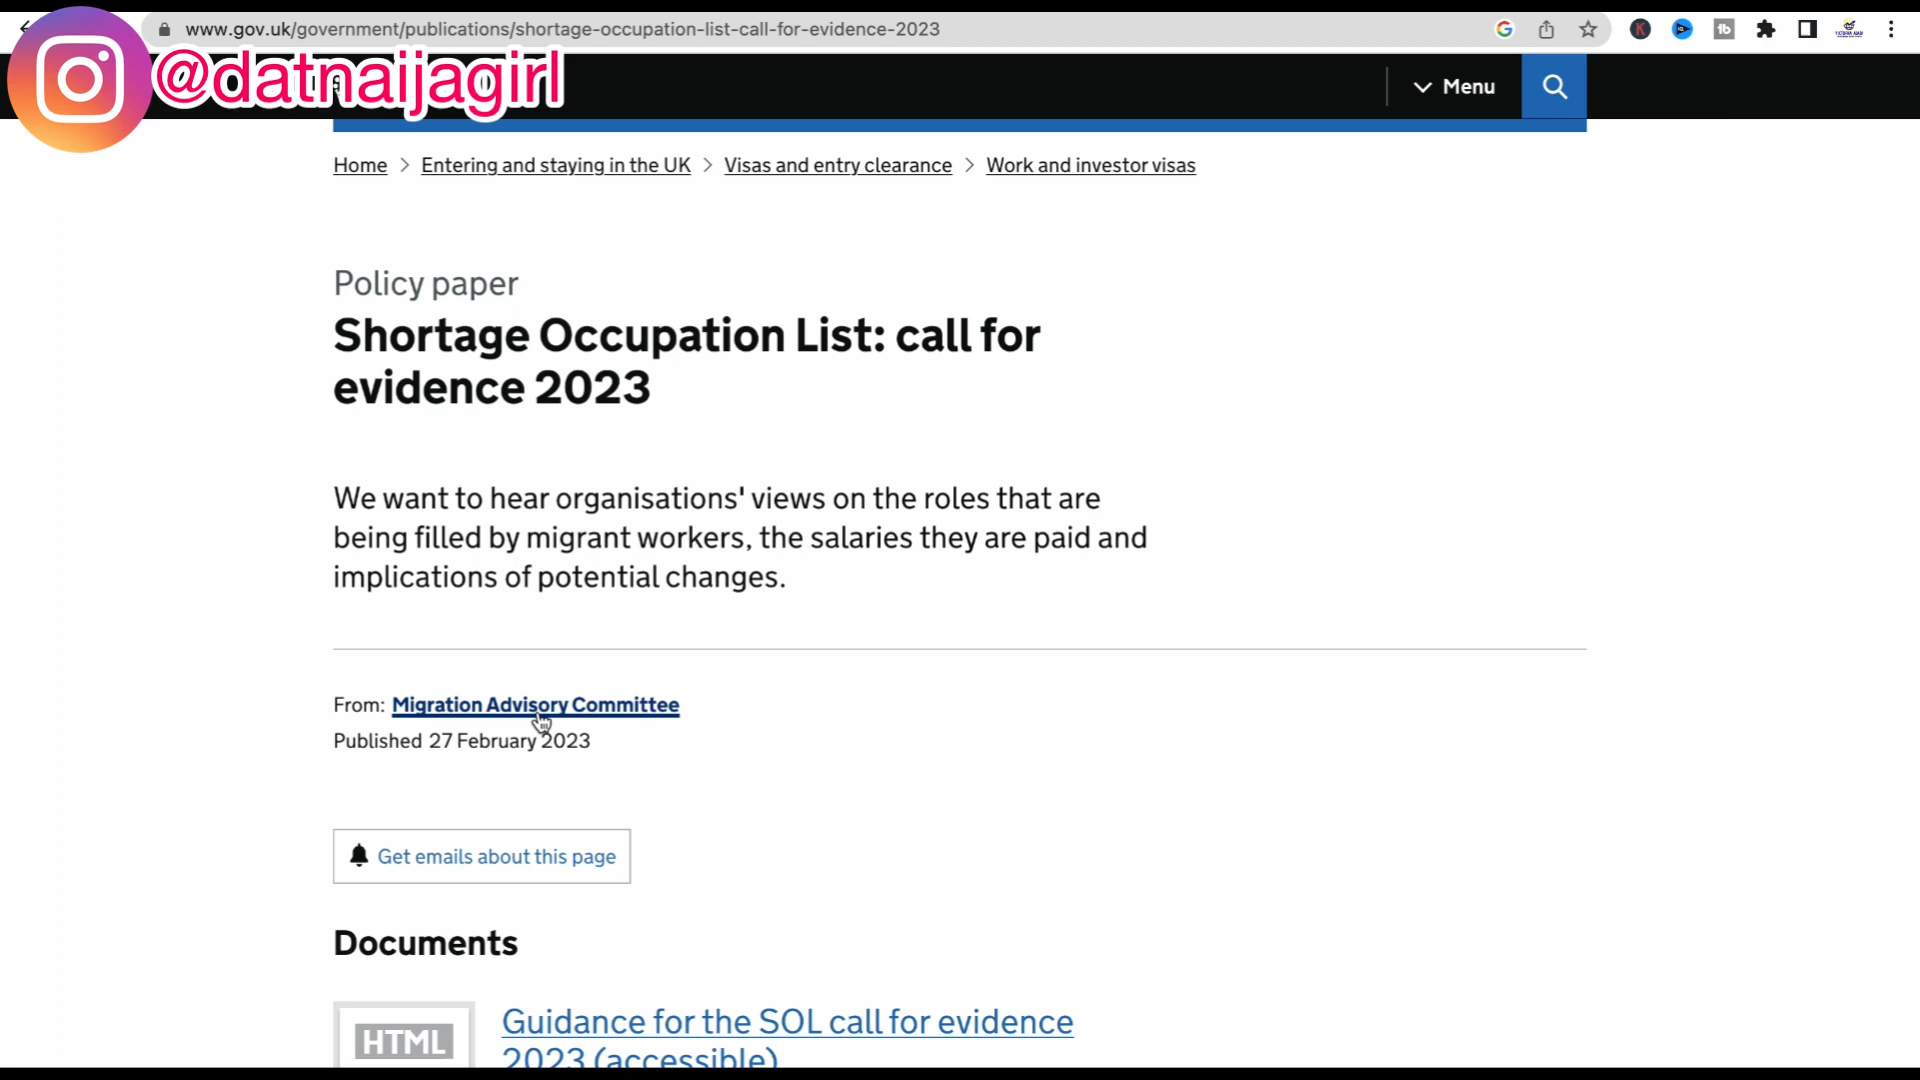 www.gov.uk/government/publications/shortage-occupation-list-call-for-evidence-2023
@datnaijagirl
Menu
Home > Entering and staying in the UK > Visas and entry clearance > Work and investor visas
Policy paper
Shortage Occupation List: call for
evidence 2023
We want to hear organisations' views on the roles that are
being filled by migrant workers, the salaries they are paid and
implications of potential changes.
From: Migration Advisory Committee
Published 27 February 2023
Get emails about this page
Documents
HTML
Guidance for the SOL call for evidence
2023 (accessible)